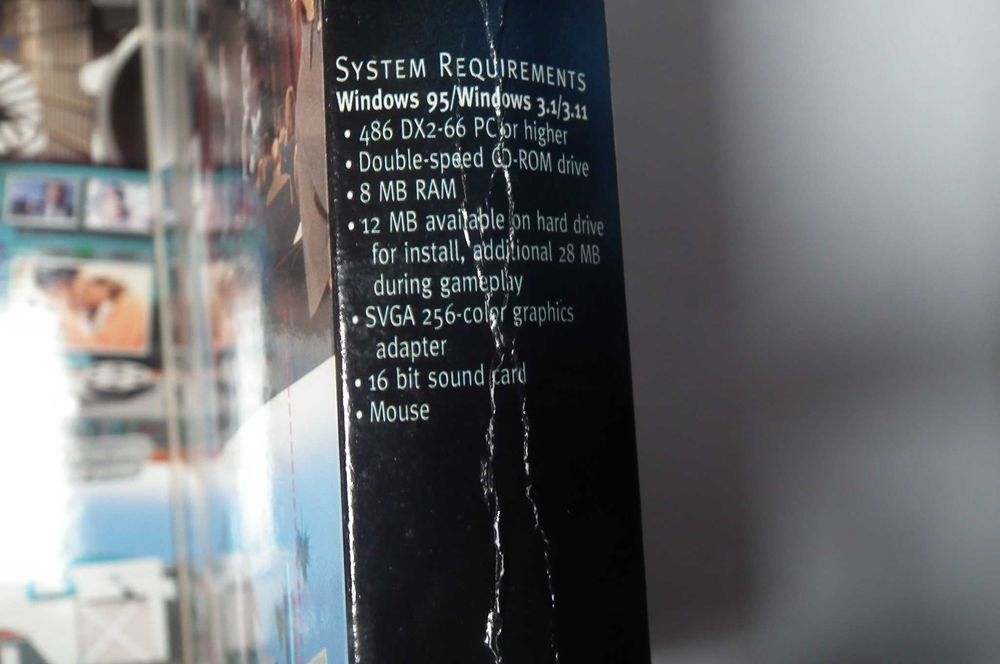 SYSTEM REQUIREMENTS
Windows 95/Windows 3.1/3.11
• 486 DX2-66 PC or higher
• Double-speed CD-ROM drive
• 8 MB RAM
• 12 MB available on hard drive
for install, additional 28 MB
during gameplay
• SVGA 256-color graphics
adapter
• 16 bit sound card
• Mouse